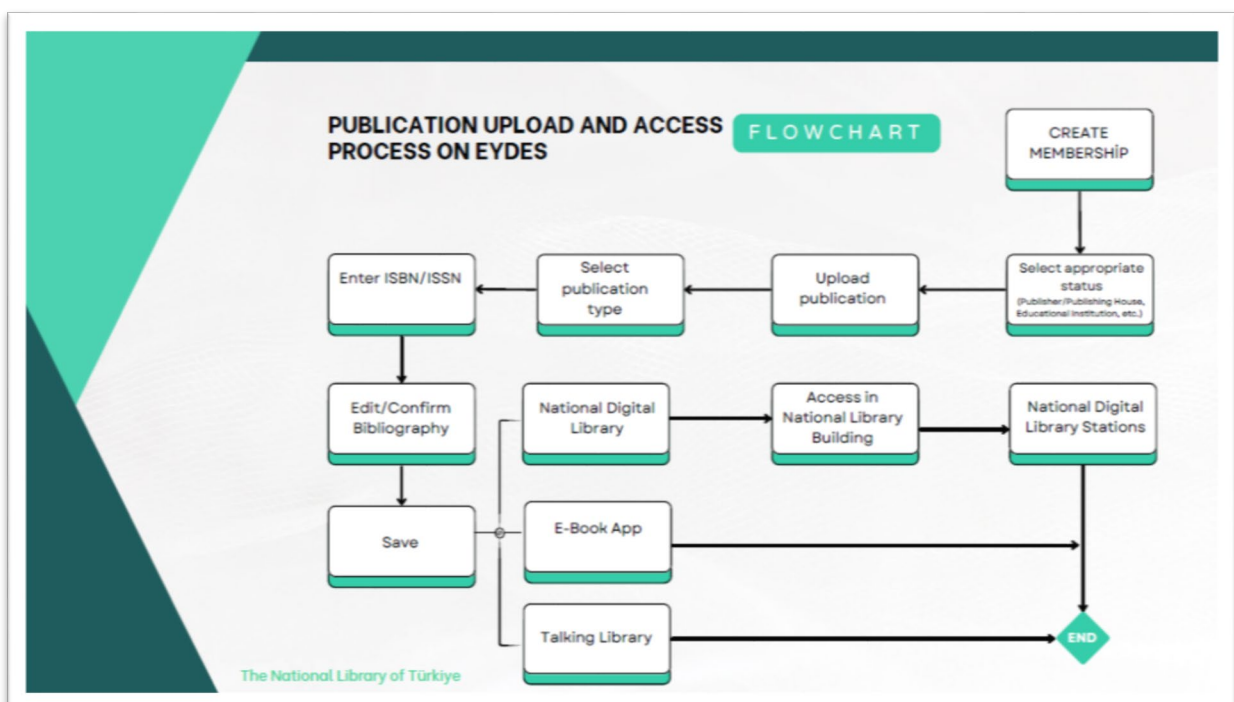 PUBLICATION UPLOAD AND ACCESS
PROCESS ON EYDES
FLOWCHART
CREATE
MEMBERSHİP
Select appropriate
status
(Publisher/Publishing House,
Educational Institution, etc.)
Upload
publication
Select
publication
type
Enter ISBN/ISSN
Edit/Confirm
Bibliography
Save
National Digital
Library
Access in
National Library
Building
National Digital
Library Stations
E-Book App
Talking Library
END
The National Library of Türkiye